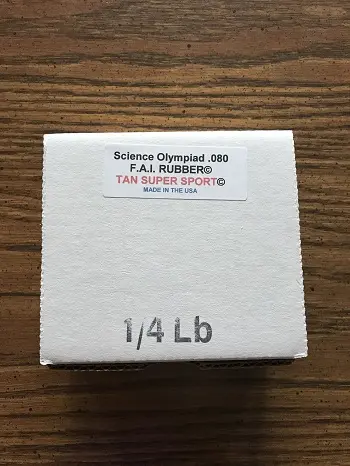 Science Olympiad .080
F.A.I. RUBBER©
TAN SUPER SPORT©
MADE IN THE USA
1/4 Lb